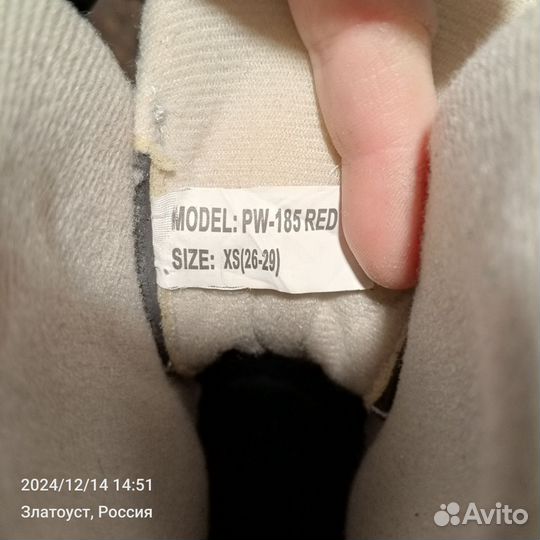 MODEL: PW-185 RED
SIZE: XS(26-29)
2024/12/14 14:51
Златоуст, Россия
Avito